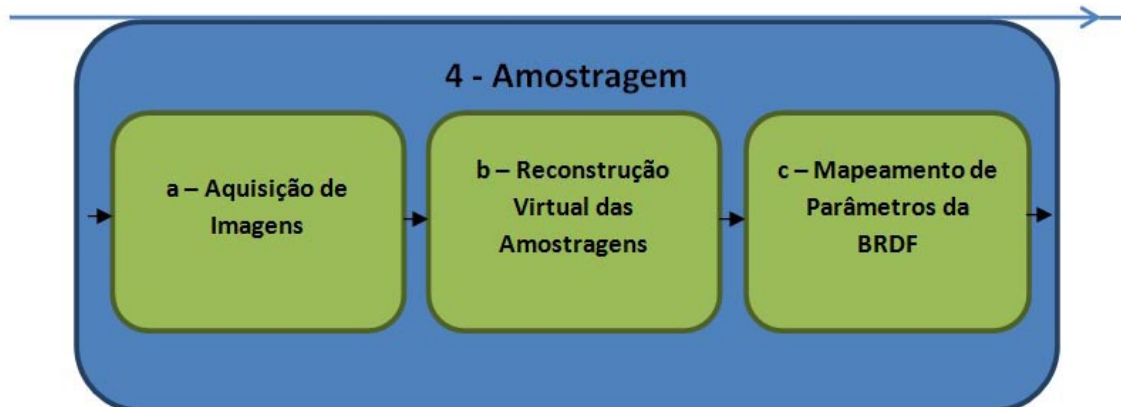 4 - Amostragem
a – Aquisição de
Imagens
b – Reconstrução
Virtual das
Amostragens
c – Mapeamento de
Parâmetros da
BRDF